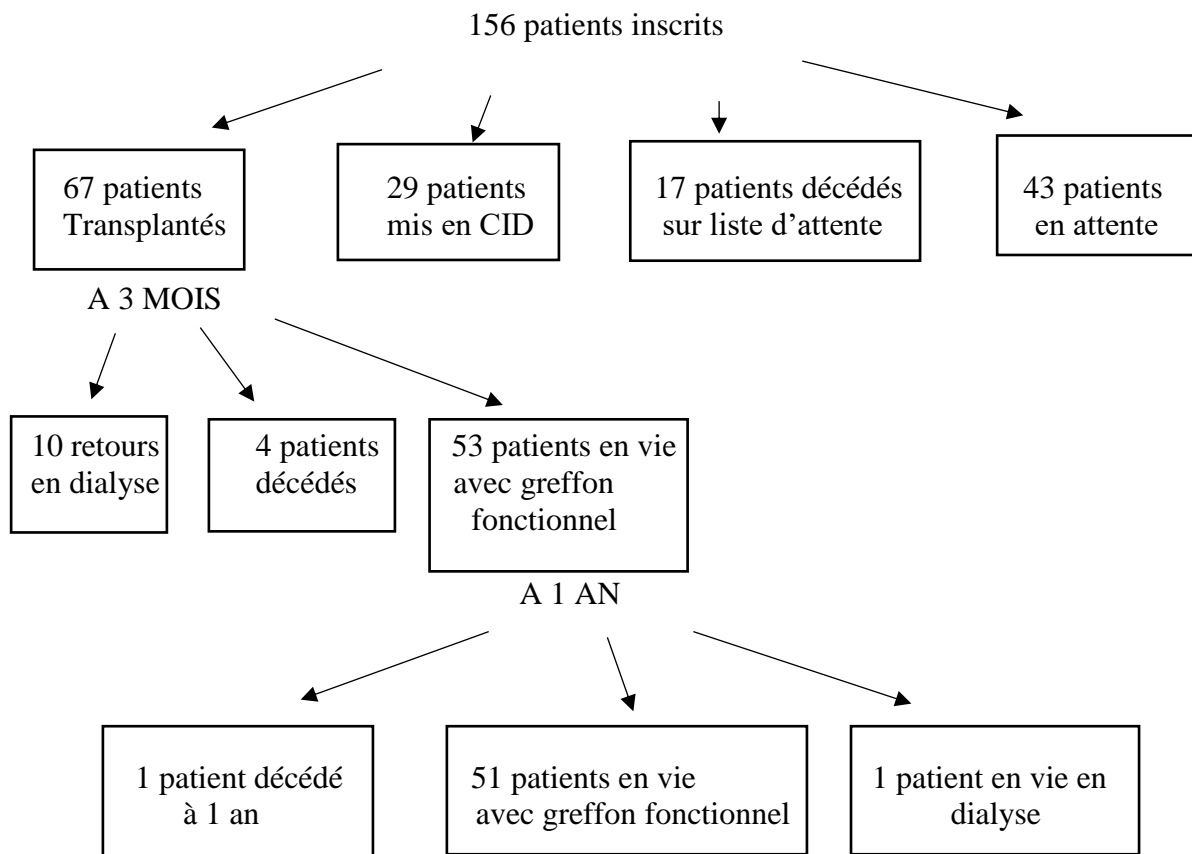 156 patients inscrits
67 patients
Transplantés
29 patients
mis en CID
17 patients décédés
sur liste d’attente
43 patients
en attente
A 3 MOIS
10 retours
en dialyse
4 patients
décédés
53 patients en vie
avec greffon
fonctionnel
A 1 AN
1 patient décédé
à 1 an
51 patients en vie
avec greffon fonctionnel
1 patient en vie en
dialyse